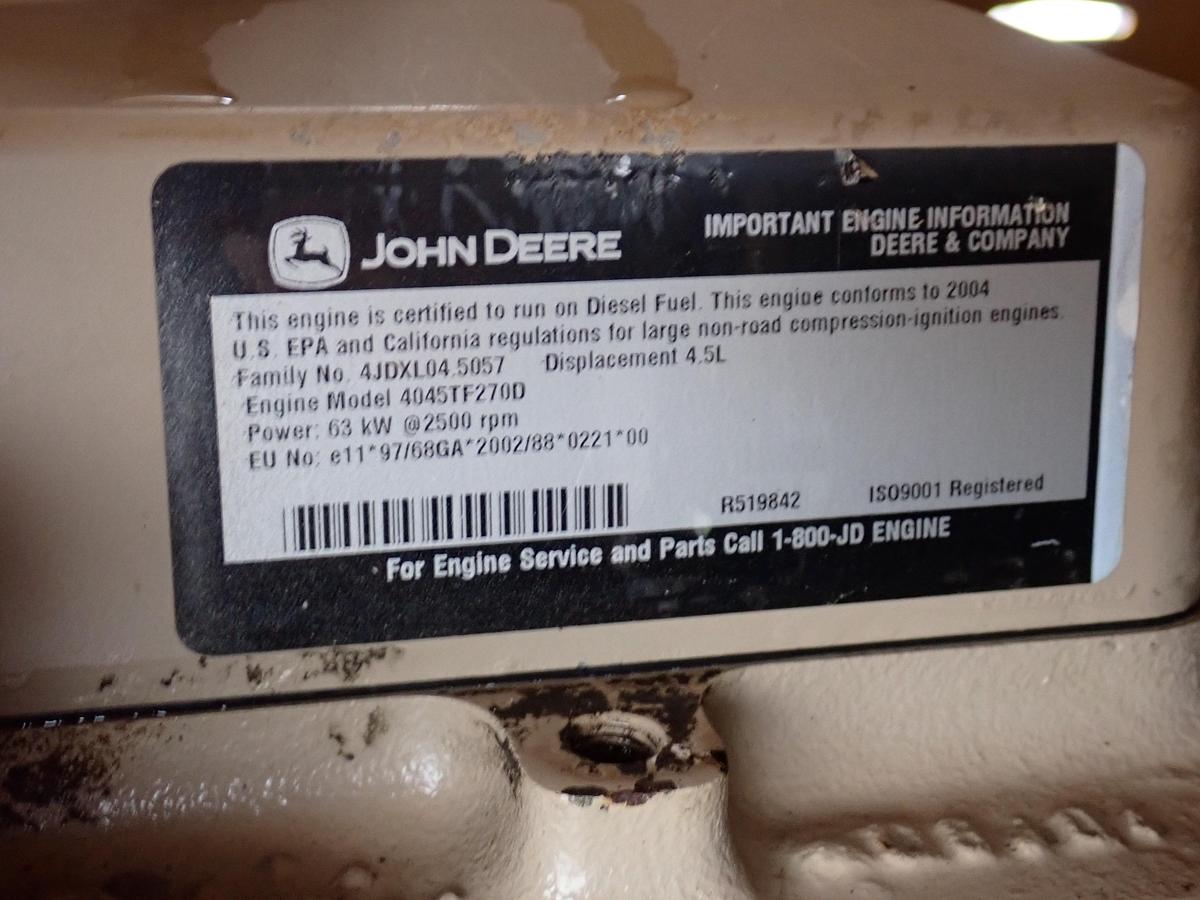 JOHN DEERE
IMPORTANT ENGINE INFORMATION
DEERE & COMPANY
This engine is certified to run on Diesel Fuel. This engine conforms to 2004
U.S. EPA and California regulations for large non-road compression-ignition engines.
Family No. 4JDXL04.5057 Displacement 4.5L
Engine Model 4045TF270D
Power: 63 kW @2500 rpm
EU No: e11*97/68GA*2002/88*0221*00
R519842 ISO9001 Registered
For Engine Service and Parts Call 1-800-JD ENGINE